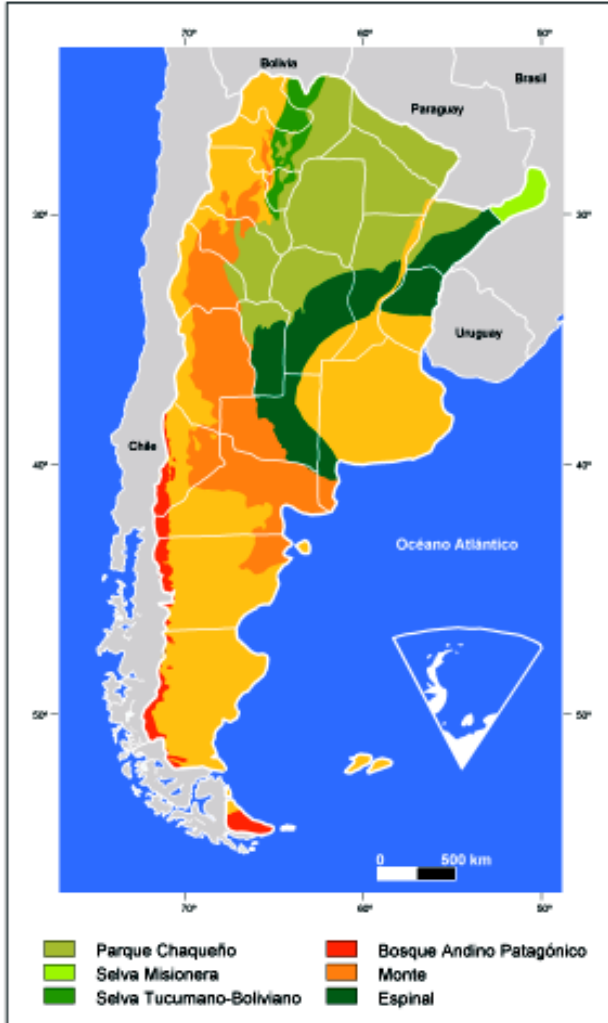 70°
60°
50°
Bolivia
Brasil
Paraguay
30°
30°
Uruguay
Chile
40°
40°
Océano Atlántico
50°
50°
0
500 km
70°
60°
50°
Parque Chaqueño
Bosque Andino Patagónico
Selva Misionera
Monte
Selva Tucumano-Boliviano
Espinal